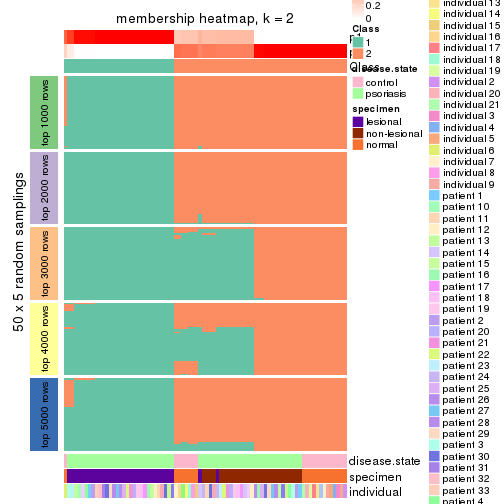 membership heatmap, k = 2
50 x 5 random samplings
top 1000 rows
top 2000 rows
top 3000 rows
top 4000 rows
top 5000 rows
Class
disease.state
specimen
individual
0.2
0
Class
1
2
disease.state
control
psoriasis
specimen
lesional
non-lesional
normal
individual 13
individual 14
individual 15
individual 16
individual 17
individual 18
individual 19
individual 2
individual 20
individual 21
individual 3
individual 4
individual 5
individual 6
individual 7
individual 8
individual 9
patient 1
patient 10
patient 11
patient 12
patient 13
patient 14
patient 15
patient 16
patient 17
patient 18
patient 19
patient 2
patient 20
patient 21
patient 22
patient 23
patient 24
patient 25
patient 26
patient 27
patient 28
patient 29
patient 3
patient 30
patient 31
patient 32
patient 33
patient 4